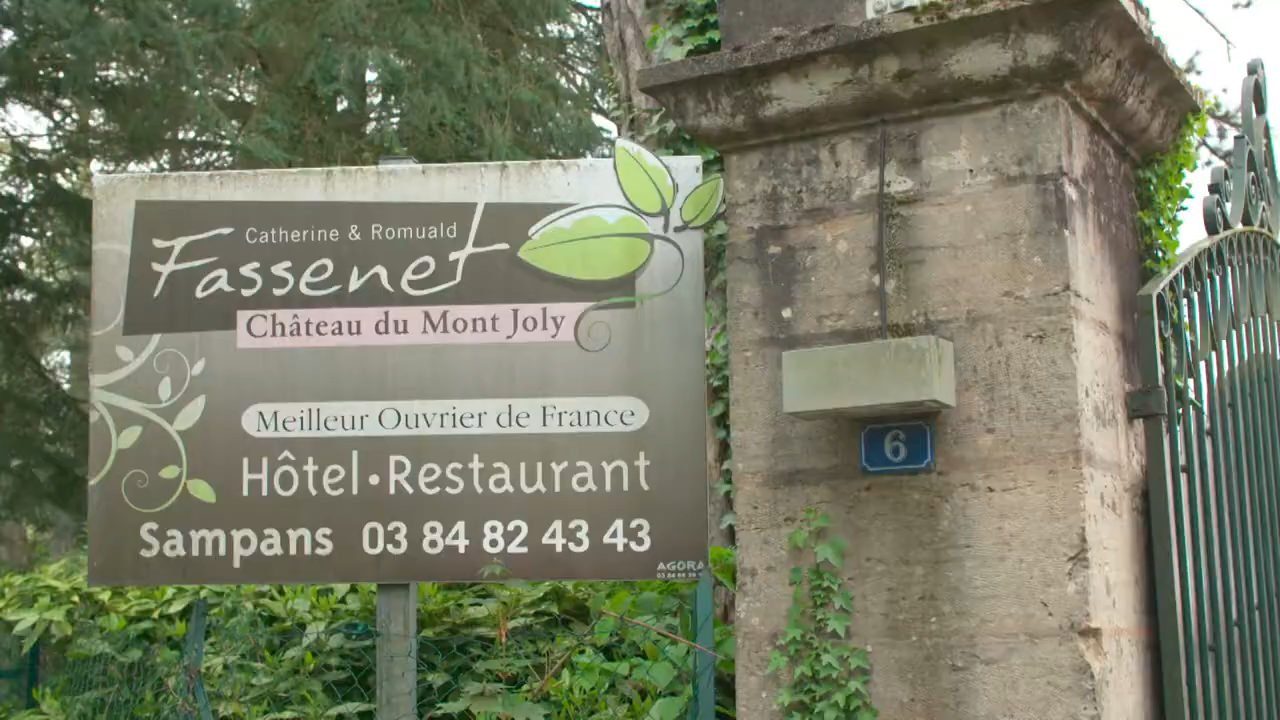 Catherine & Romuald
Fassenet
Château du Mont Joly
Meilleur Ouvrier de France
Hôtel • Restaurant
Sampans 03 84 82 43 43
AGORA
6